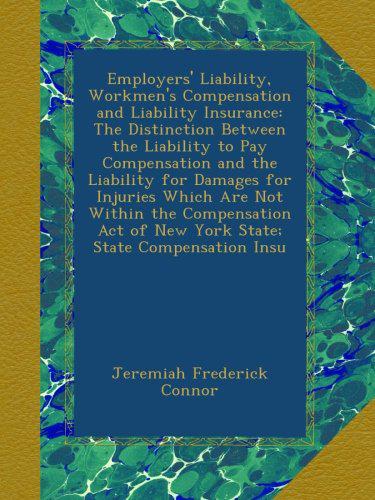 Employers' Liability,
Workmen's Compensation
and Liability Insurance:
The Distinction Between
the Liability to Pay
Compensation and the
Liability for Damages for
Injuries Which Are Not
Within the Compensation
Act of New York State;
State Compensation Insu
Jeremiah Frederick
Connor